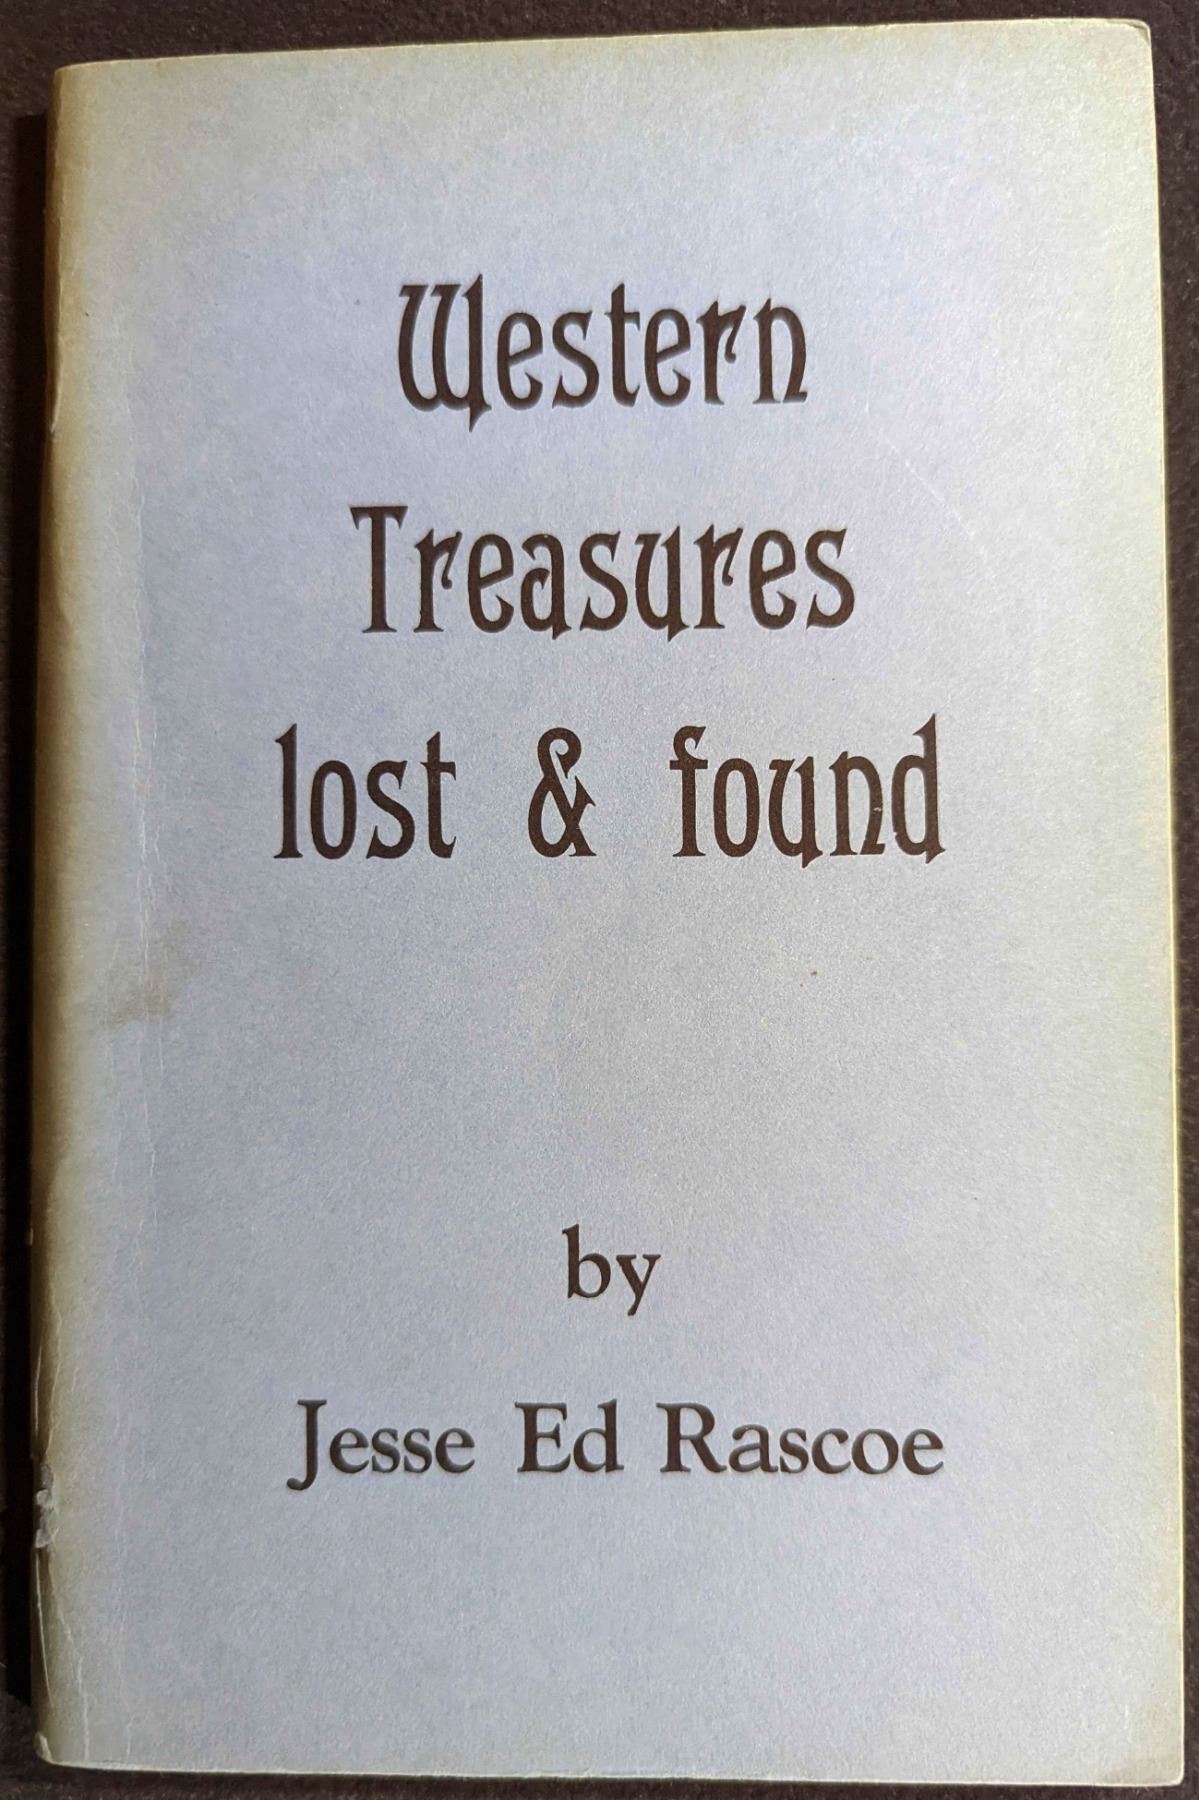 Western
Treasures
lost & found
by
Jesse Ed Rascoe